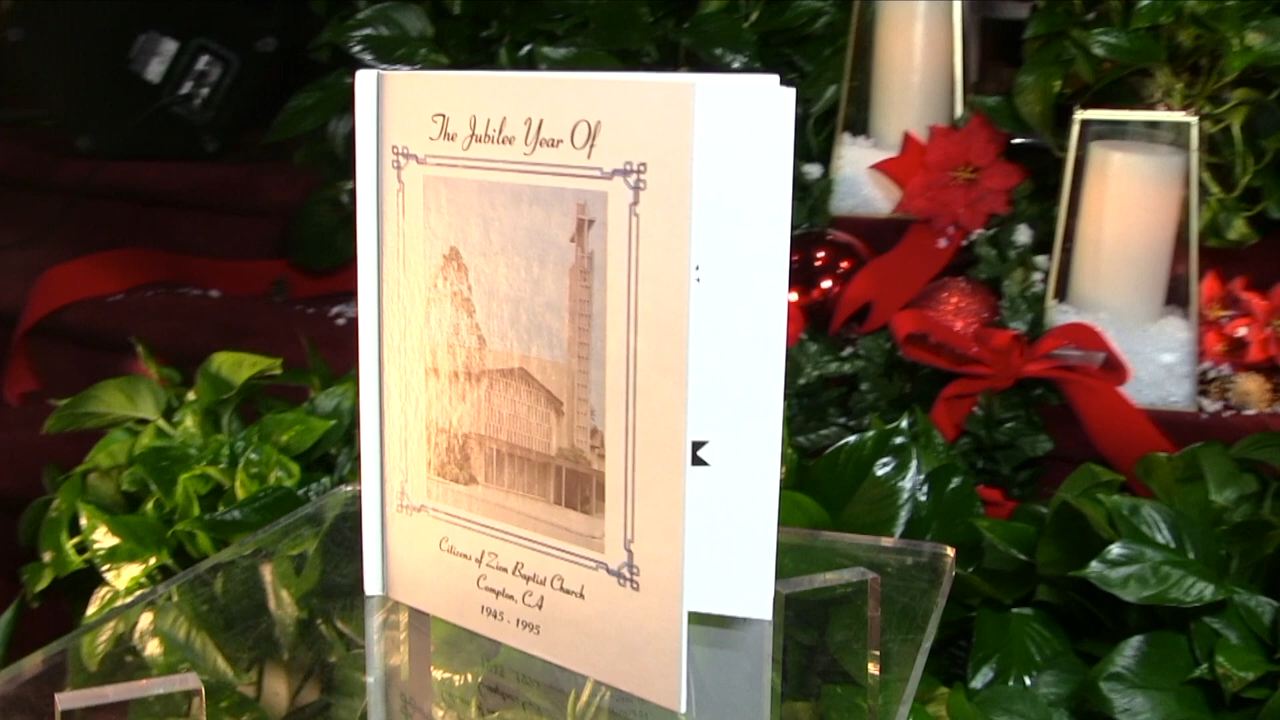 The Jubilee Year Of
Citizens of Zion Baptist Church
Compton, CA
1945 - 1995